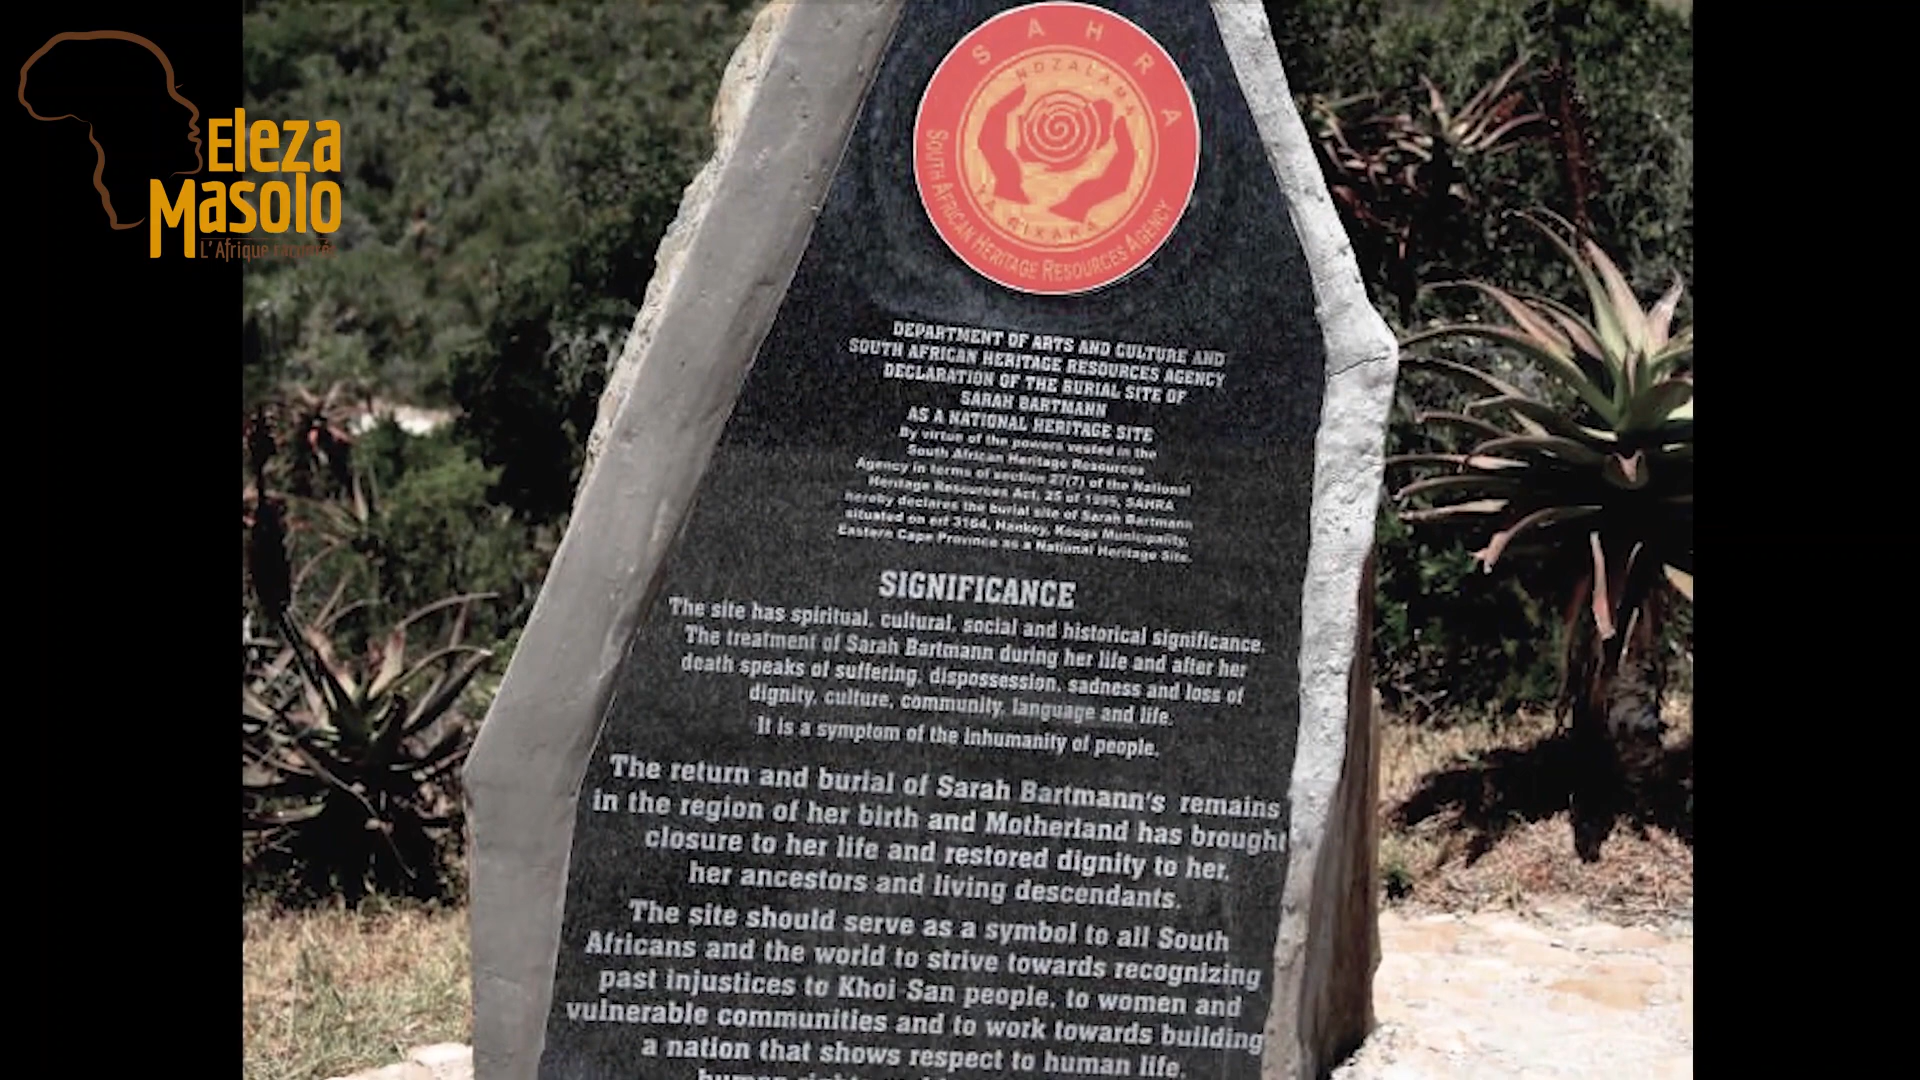 Eleza
Masolo
L'Afrique racontée
SAHRA
NDZALAMA
SOUTH AFRICAN HERITAGE RESOURCES AGENCY
DEPARTMENT OF ARTS AND CULTURE AND
SOUTH AFRICAN HERITAGE RESOURCES AGENCY
DECLARATION OF THE BURIAL SITE OF
SARAH BARTMANN
AS A NATIONAL HERITAGE SITE
By virtue of the powers vested in the
South African Heritage Resources
Agency in terms of section 27(7) of the National
Heritage Resources Act, 25 of 1999, SAHRA
hereby declares the burial site of Sarah Bartmann
situated on erf 3164, Hankey, Kouga Municipality,
Eastern Cape Province as a National Heritage Site.
SIGNIFICANCE
The site has spiritual, cultural, social and historical significance.
The treatment of Sarah Bartmann during her life and after her
death speaks of suffering, dispossession, sadness and loss of
dignity, culture, community, language and life.
It is a symptom of the inhumanity of people.
The return and burial of Sarah Bartmann's remains
in the region of her birth and Motherland has brought
closure to her life and restored dignity to her,
her ancestors and living descendants.
The site should serve as a symbol to all South
Africans and the world to strive towards recognizing
past injustices to Khoi San people, to women and
vulnerable communities and to work towards building
a nation that shows respect to human life,